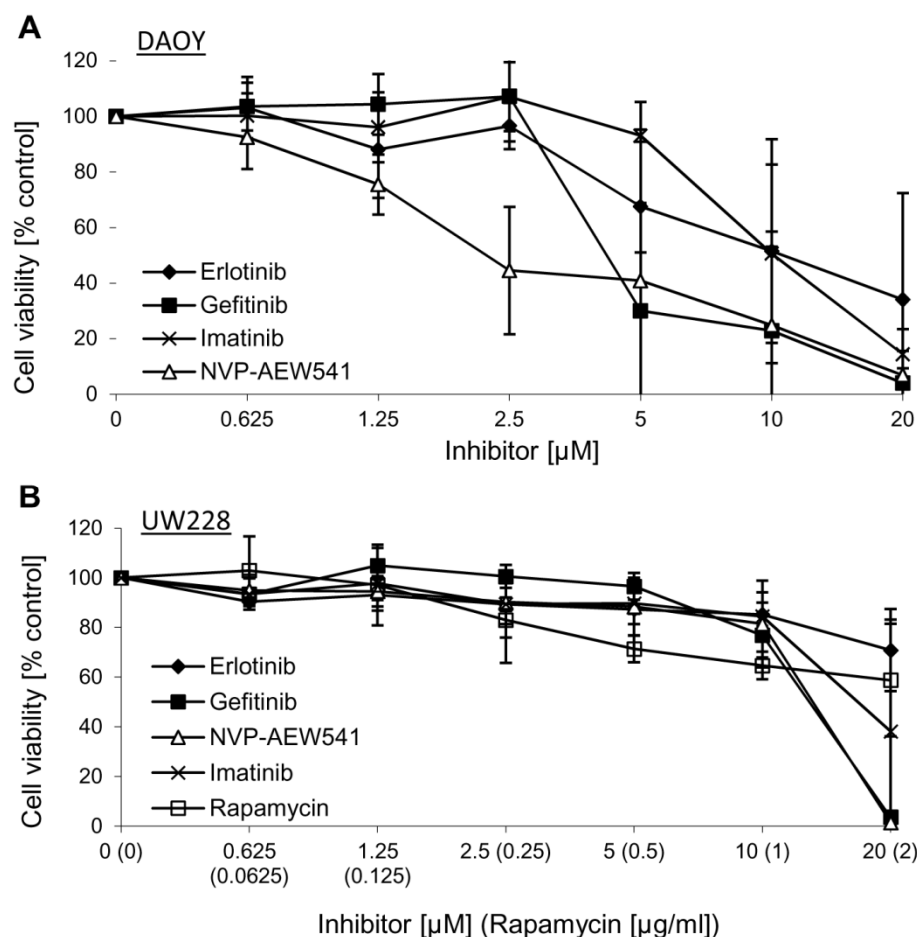 A
DAOY
120
100
80
60
40
20
0
Cell viability [% control]
Erlotinib
Gefitinib
Imatinib
NVP-AEW541
0 0.625 1.25 2.5 5 10 20
Inhibitor [µM]
B
UW228
120
100
80
60
40
20
0
Cell viability [% control]
Erlotinib
Gefitinib
NVP-AEW541
Imatinib
Rapamycin
0 (0) 0.625 1.25 2.5 (0.25) 5 (0.5) 10 (1) 20 (2)
(0.0625) (0.125)
Inhibitor [µM] (Rapamycin [µg/ml])